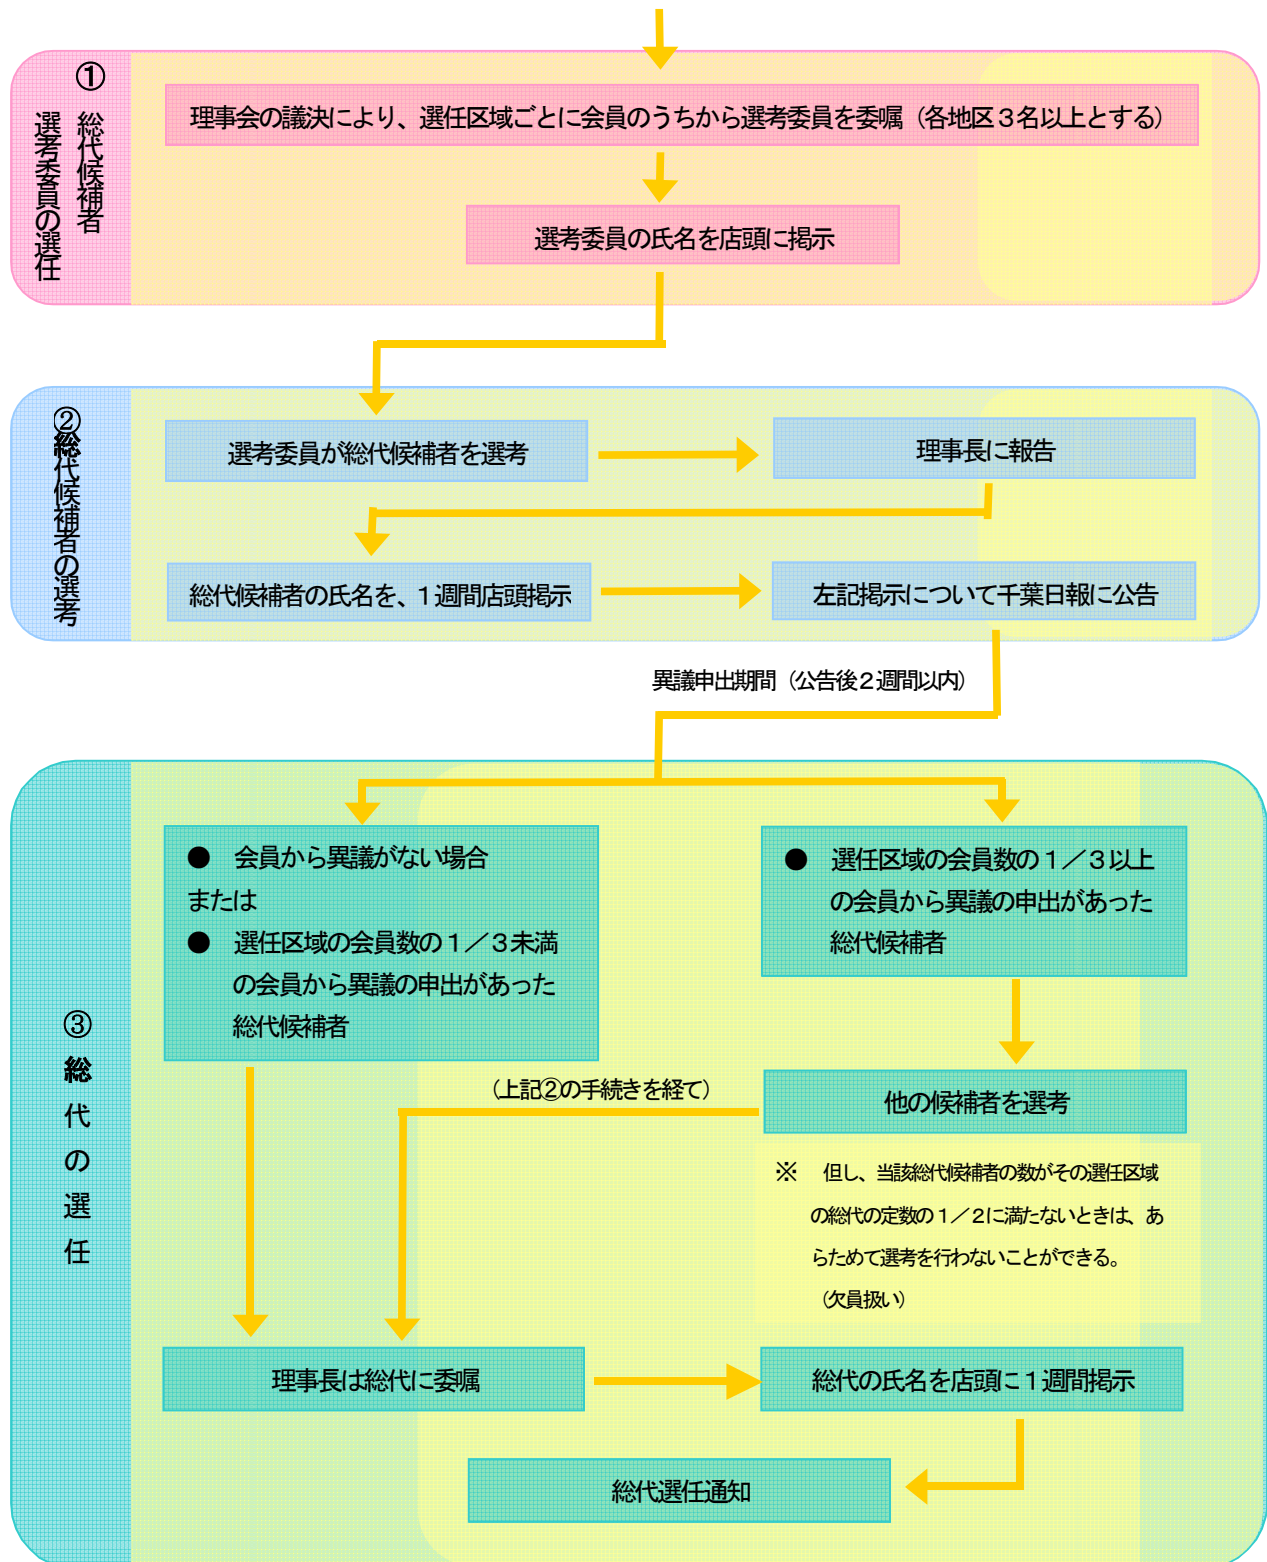 ① 総代候補者
選考委員の選任
理事会の議決により、選任区域ごとに会員のうちから選考委員を委嘱（各地区３名以上とする）
選考委員の氏名を店頭に掲示
②総代候補者の選考
選考委員が総代候補者を選考
理事長に報告
総代候補者の氏名を、１週間店頭掲示
左記掲示について千葉日報に公告
異議申出期間（公告後２週間以内）
③総代の選任
● 会員から異議がない場合
または
● 選任区域の会員数の１／３未満
の会員から異議の申出があった
総代候補者
● 選任区域の会員数の１／３以上
の会員から異議の申出があった
総代候補者
（上記②の手続きを経て）
他の候補者を選考
※ 但し、当該総代候補者の数がその選任区域
の総代の定数の１／２に満たないときは、あ
らためて選考を行わないことができる。
（欠員扱い）
理事長は総代に委嘱
総代の氏名を店頭に１週間掲示
総代選任通知